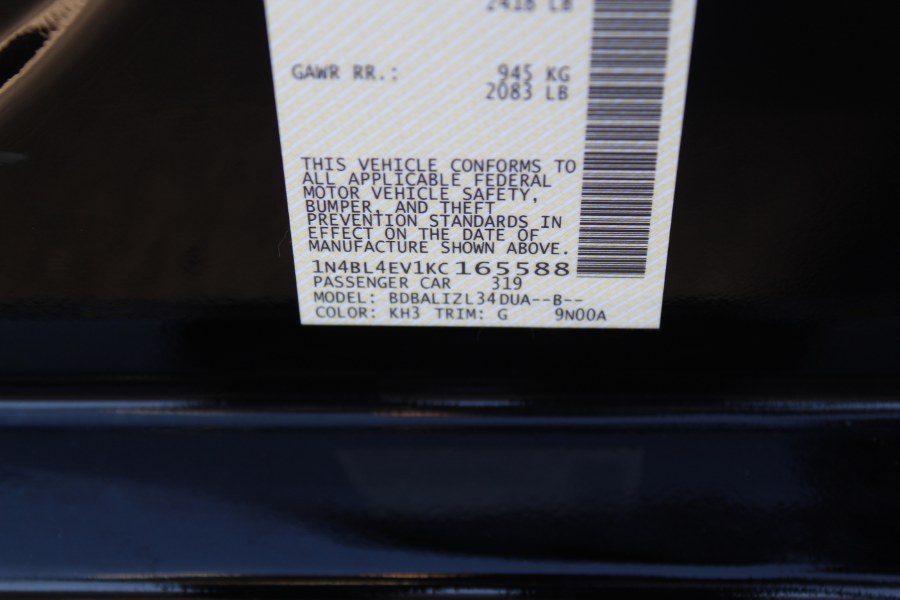 2418 LB
GAWR RR.: 945 KG
2083 LB
THIS VEHICLE CONFORMS TO
ALL APPLICABLE FEDERAL
MOTOR VEHICLE SAFETY,
BUMPER, AND THEFT
PREVENTION STANDARDS IN
EFFECT ON THE DATE OF
MANUFACTURE SHOWN ABOVE.
1N4BL4EV1KC165588
PASSENGER CAR 319
MODEL: BDBALIZL34DUA--B--
COLOR: KH3 TRIM: G 9N00A